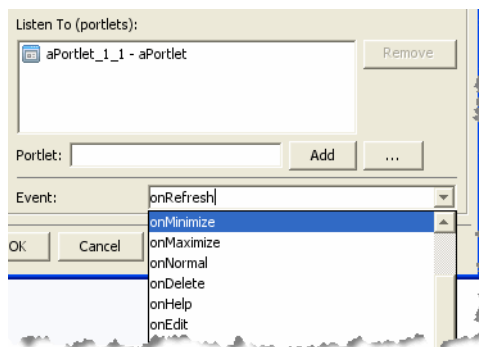 Listen To (portlets):
aPortlet_1_1 - aPortlet
Remove
Portlet:
Add
...
Event:
onRefresh
onMinimize
OK
Cancel
onMaximize
onNormal
onDelete
onHelp
onEdit